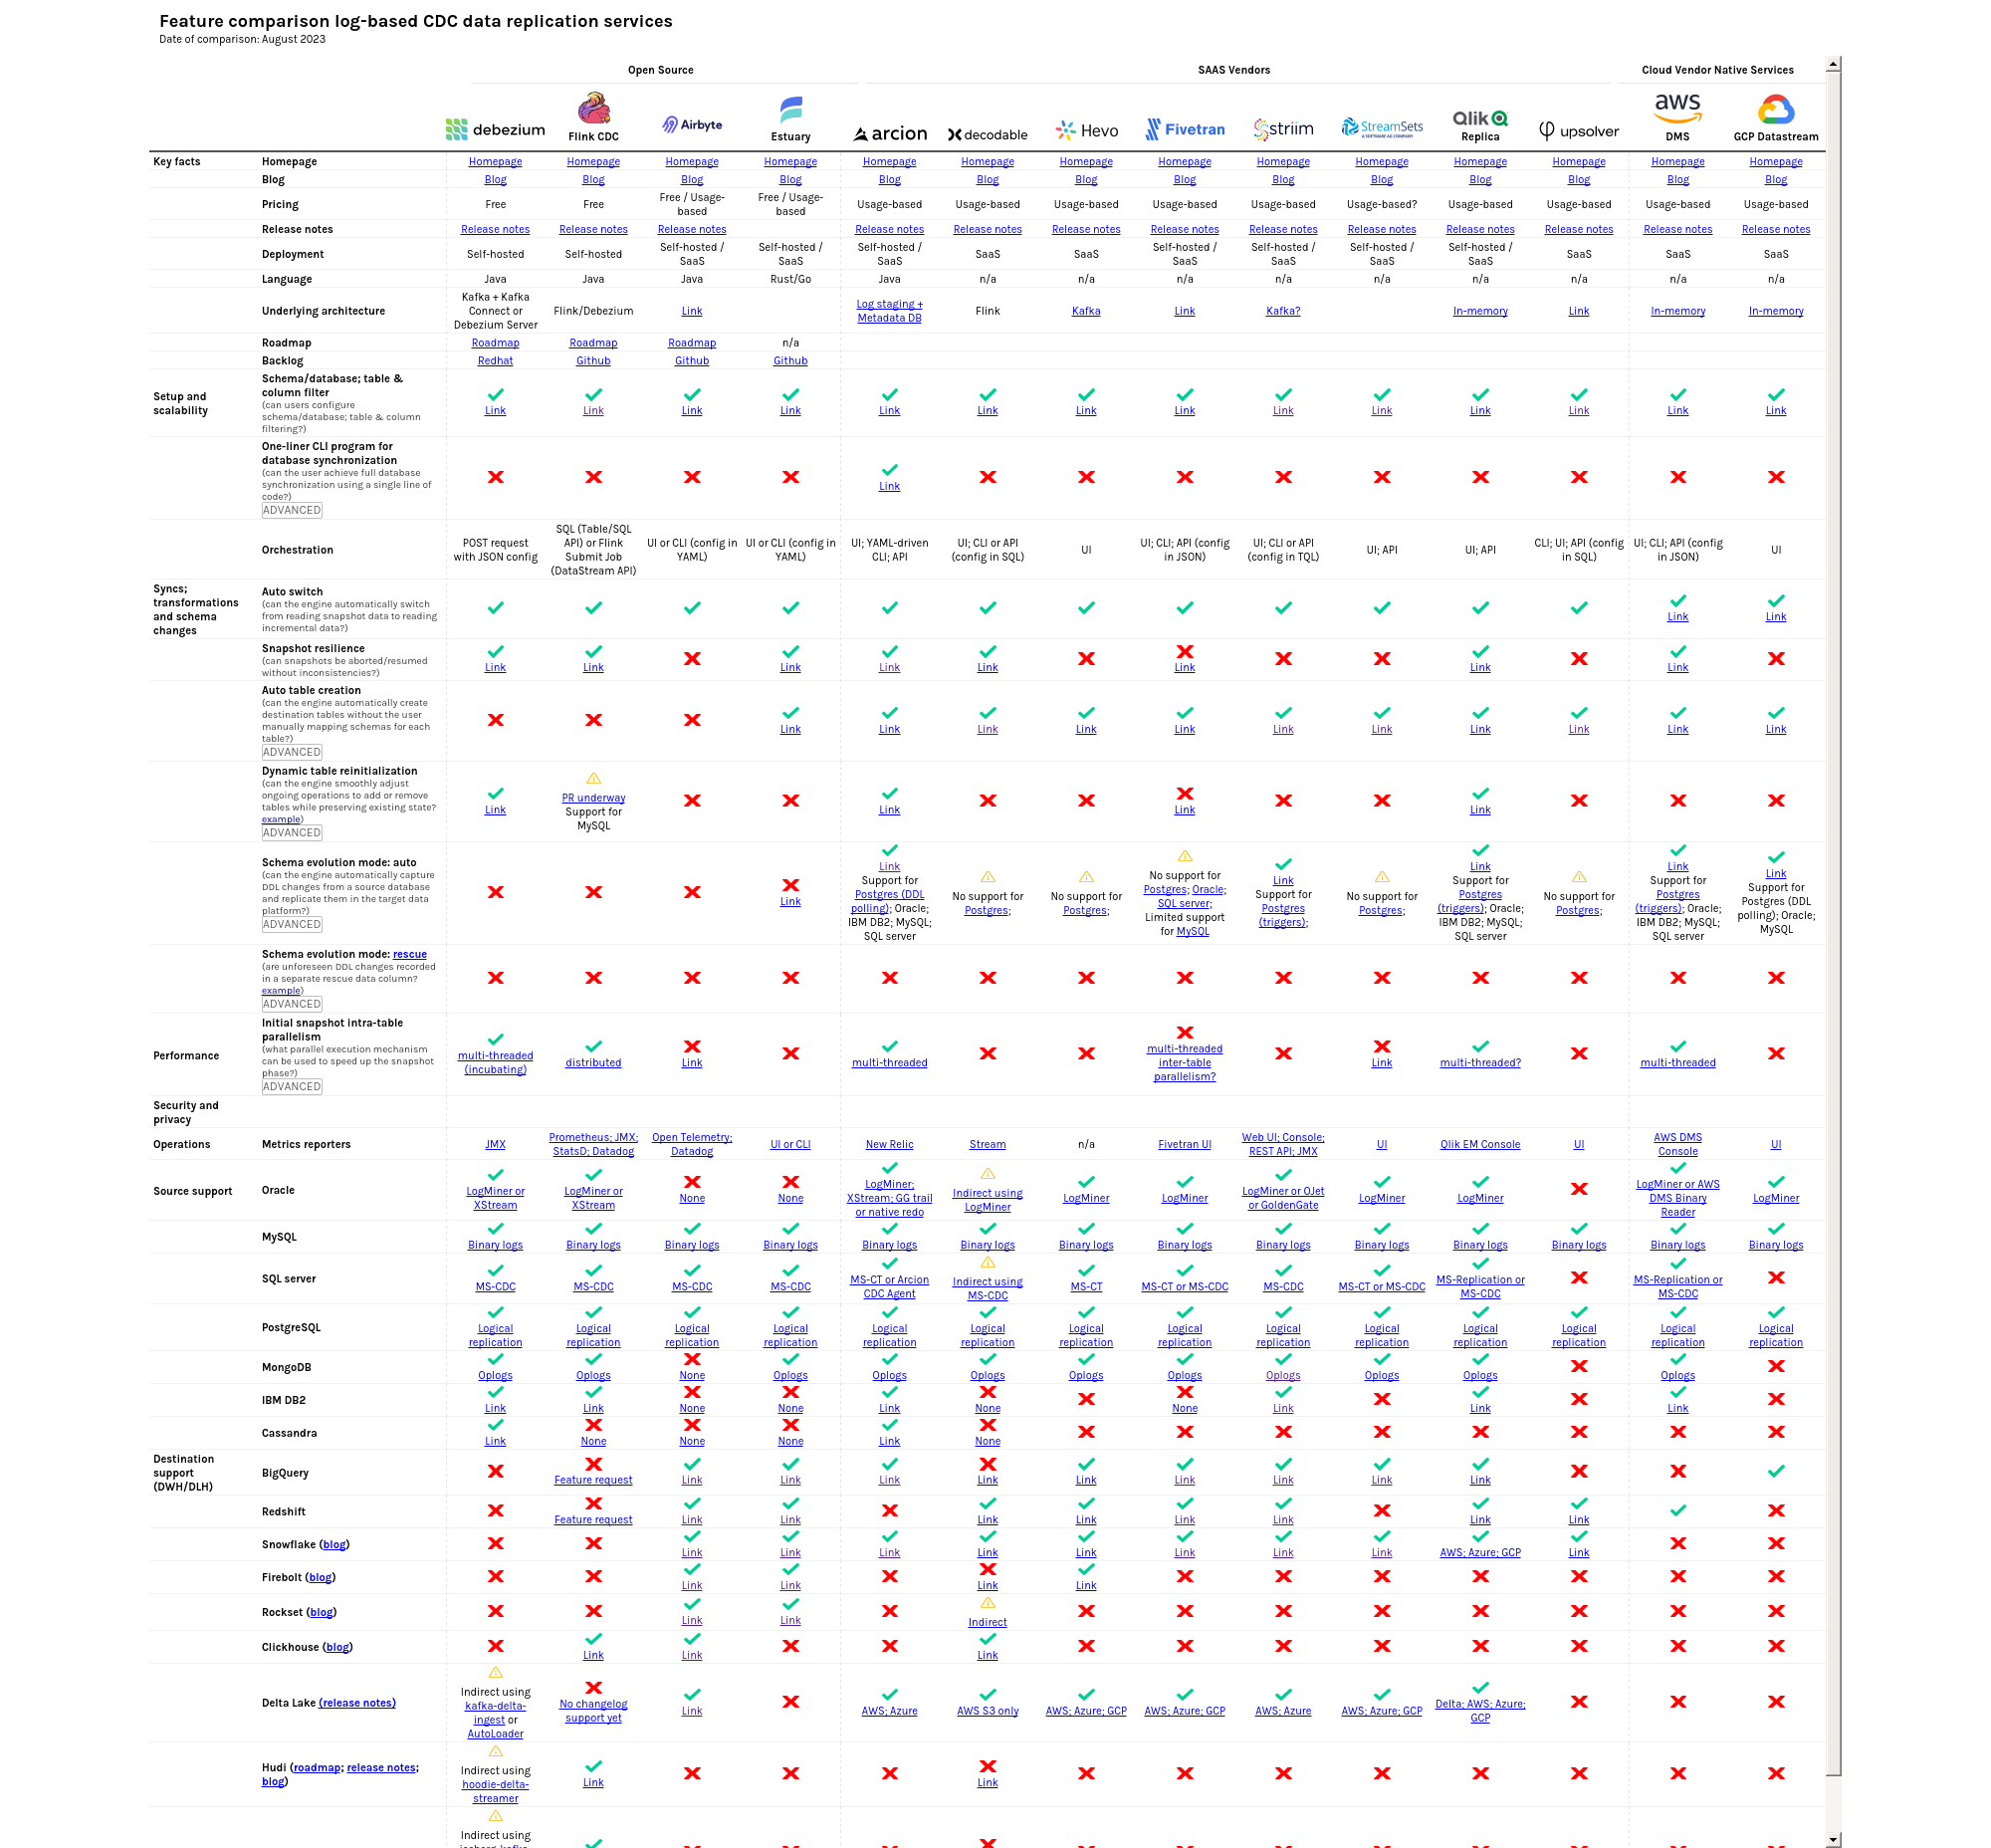 Feature comparison log-based CDC data replication services
Date of comparison: August 2023
Open Source SAAS Vendors Cloud Vendor Native Services
debezium Flink CDC Airbyte Estuary arcion decodable Hevo Fivetran striim StreamSets Qlik Replica upsolver aws DMS GCP Datastream
Key facts Homepage Homepage Homepage Homepage Homepage Homepage Homepage Homepage Homepage Homepage Homepage Homepage Homepage Homepage Homepage
Blog Blog Blog Blog Blog Blog Blog Blog Blog Blog Blog Blog Blog Blog Blog
Pricing Free Free Free / Usage-based Free / Usage-based Usage-based Usage-based Usage-based Usage-based Usage-based Usage-based? Usage-based Usage-based Usage-based Usage-based
Release notes Release notes Release notes Release notes Release notes Release notes Release notes Release notes Release notes Release notes Release notes Release notes Release notes Release notes
Deployment Self-hosted Self-hosted Self-hosted / SaaS Self-hosted / SaaS Self-hosted / SaaS SaaS SaaS Self-hosted / SaaS Self-hosted / SaaS Self-hosted / SaaS Self-hosted / SaaS SaaS SaaS SaaS
Language Java Java Java Rust/Go Java n/a n/a n/a n/a n/a n/a n/a n/a n/a
Underlying architecture Kafka + Kafka Connect or Debezium Server Flink/Debezium Link Log staging + Metadata DB Flink Kafka Link Kafka? In-memory Link In-memory In-memory
Roadmap Roadmap Roadmap Roadmap n/a
Backlog Redhat Github Github Github
Setup and scalability
Schema/database; table & column filter
(can users configure schema/database; table & column filtering?)
Link Link Link Link Link Link Link Link Link Link Link Link Link Link
One-liner CLI program for database synchronization
(can the user achieve full database synchronization using a single line of code?)
ADVANCED
Link
Orchestration POST request with JSON config SQL (Table/SQL API) or Flink Submit Job (DataStream API) UI or CLI (config in YAML) UI or CLI (config in YAML) UI; YAML-driven CLI; API UI; CLI or API (config in SQL) UI UI; CLI; API (config in JSON) UI; CLI or API (config in TQL) UI; API UI; API CLI; UI; API (config in SQL) UI; CLI; API (config in JSON) UI
Syncs; transformations and schema changes
Auto switch
(can the engine automatically switch from reading snapshot data to reading incremental data?)
Link Link
Snapshot resilience
(can snapshots be aborted/resumed without inconsistencies?)
Link Link Link Link Link Link Link Link
Auto table creation
(can the engine automatically create destination tables without the user manually mapping schemas for each table?)
ADVANCED
Link Link Link Link Link Link Link Link Link Link Link
Dynamic table reinitialization
(can the engine smoothly adjust ongoing operations to add or remove tables while preserving existing state? example)
ADVANCED
Link PR underway Support for MySQL Link Link Link
Schema evolution mode: auto
(can the engine automatically capture DDL changes from a source database and replicate them in the target data platform?)
ADVANCED
Link
Link Support for Postgres (DDL polling); Oracle; IBM DB2; MySQL; SQL server
No support for Postgres;
No support for Postgres;
No support for Postgres; Oracle; SQL server; Limited support for MySQL
Link Support for Postgres (triggers);
No support for Postgres;
Link Support for Postgres (triggers); Oracle; IBM DB2; MySQL; SQL server
No support for Postgres;
Link Support for Postgres (triggers); Oracle; IBM DB2; MySQL; SQL server
Link Support for Postgres (DDL polling); Oracle; MySQL
Schema evolution mode: rescue
(are unforeseen DDL changes recorded in a separate rescue data column? example)
ADVANCED
Performance
Initial snapshot intra-table parallelism
(what parallel execution mechanism can be used to speed up the snapshot phase?)
ADVANCED
multi-threaded (incubating) distributed Link multi-threaded multi-threaded inter-table parallelism? Link multi-threaded? multi-threaded
Security and privacy
Operations Metrics reporters JMX Prometheus; JMX; StatsD; Datadog Open Telemetry; Datadog UI or CLI New Relic Stream n/a Fivetran UI Web UI; Console; REST API; JMX UI Qlik EM Console UI AWS DMS Console UI
Source support Oracle LogMiner or XStream LogMiner or XStream None None LogMiner; XStream; GG trail or native redo Indirect using LogMiner LogMiner LogMiner LogMiner or OJet or GoldenGate LogMiner LogMiner LogMiner or AWS DMS Binary Reader LogMiner
MySQL Binary logs Binary logs Binary logs Binary logs Binary logs Binary logs Binary logs Binary logs Binary logs Binary logs Binary logs Binary logs Binary logs Binary logs
SQL server MS-CDC MS-CDC MS-CDC MS-CDC MS-CT or Arcion CDC Agent Indirect using MS-CDC MS-CT MS-CT or MS-CDC MS-CDC MS-CT or MS-CDC MS-Replication or MS-CDC MS-Replication or MS-CDC
PostgreSQL Logical replication Logical replication Logical replication Logical replication Logical replication Logical replication Logical replication Logical replication Logical replication Logical replication Logical replication Logical replication Logical replication Logical replication
MongoDB Oplogs Oplogs None Oplogs Oplogs Oplogs Oplogs Oplogs Oplogs Oplogs Oplogs Oplogs
IBM DB2 Link Link None None Link None None Link Link Link
Cassandra Link None None None Link None
Destination support (DWH/DLH)
BigQuery Feature request Link Link Link Link Link Link Link Link Link
Redshift Feature request Link Link Link Link Link Link Link Link
Snowflake (blog) Link Link Link Link Link Link Link Link AWS; Azure; GCP Link
Firebolt (blog) Link Link Link Link
Rockset (blog) Link Link Indirect
Clickhouse (blog) Link Link Link
Delta Lake (release notes) Indirect using kafka-delta-ingest or AutoLoader No changelog support yet Link AWS; Azure AWS S3 only AWS; Azure; GCP AWS; Azure; GCP AWS; Azure AWS; Azure; GCP Delta; AWS; Azure; GCP
Hudi (roadmap; release notes; blog) Indirect using hoodie-delta-streamer Link Link
Indirect using